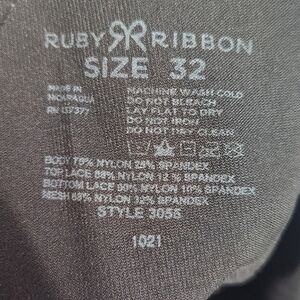 RUBY RIBBON
SIZE 32
MADE IN
NICARAGUA
RN 137377
MACHINE WASH COLD
DO NOT BLEACH
LAY FLAT TO DRY
DO NOT IRON
DO NOT DRY CLEAN
BODY 75% NYLON 25% SPANDEX
TOP LACE 88% NYLON 12 % SPANDEX
BOTTOM LACE 90% NYLON 10% SPANDEX
MESH 88% NYLON 12% SPANDEX
STYLE 3055
1021